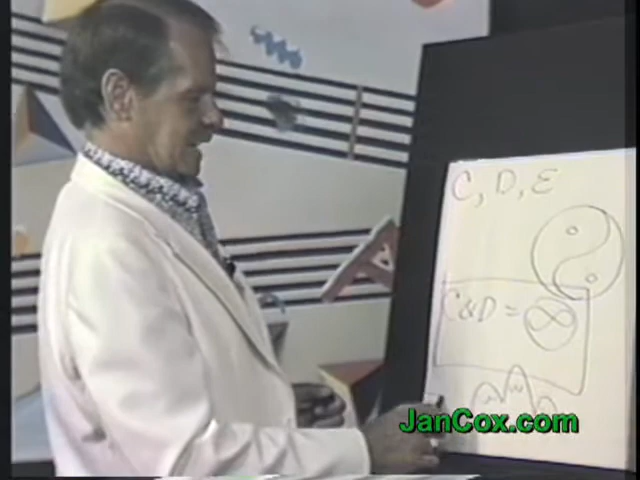 C, D, E
C & D = ∞
JanCox.com